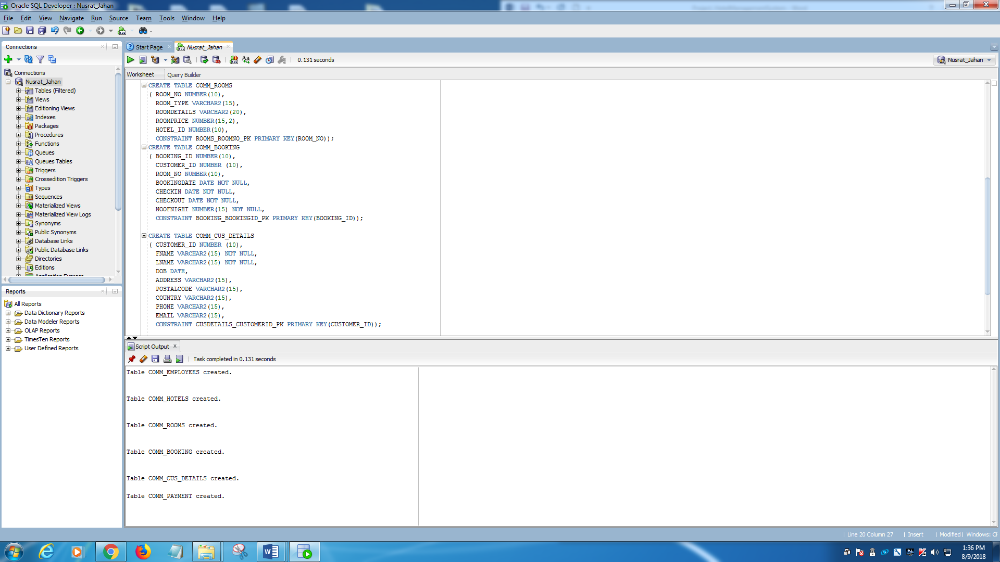 Oracle SQL Developer : Nusrat_Jahan
File Edit View Navigate Run Source Team Tools Window Help
Connections
Connections
Nusrat_Jahan
Tables (Filtered)
Views
Editioning Views
Indexes
Packages
Procedures
Functions
Queues
Queues Tables
Triggers
Crossedition Triggers
Types
Sequences
Materialized Views
Materialized View Logs
Synonyms
Public Synonyms
Database Links
Public Database Links
Directories
Editions
Application Express
Reports
All Reports
Data Dictionary Reports
Data Modeler Reports
OLAP Reports
TimesTen Reports
User Defined Reports
Start Page
Nusrat_Jahan
0.131 seconds
Nusrat_Jahan
Worksheet Query Builder
CREATE TABLE COMM_ROOMS
( ROOM_NO NUMBER(10),
ROOM_TYPE VARCHAR2(15),
ROOMDETAILS VARCHAR2(20),
ROOMPRICE NUMBER(15,2),
HOTEL_ID NUMBER(10),
CONSTRAINT ROOMS_ROOMNO_PK PRIMARY KEY(ROOM_NO));
CREATE TABLE COMM_BOOKING
( BOOKING_ID NUMBER(10),
CUSTOMER_ID NUMBER (10),
ROOM_NO NUMBER(10),
BOOKINGDATE DATE NOT NULL,
CHECKIN DATE NOT NULL,
CHECKOUT DATE NOT NULL,
NOOFNIGHT NUMBER(15) NOT NULL,
CONSTRAINT BOOKING_BOOKINGID_PK PRIMARY KEY(BOOKING_ID));
CREATE TABLE COMM_CUS_DETAILS
( CUSTOMER_ID NUMBER (10),
FNAME VARCHAR2(15) NOT NULL,
LNAME VARCHAR2(15) NOT NULL,
DOB DATE,
ADDRESS VARCHAR2(15),
POSTALCODE VARCHAR2(15),
COUNTRY VARCHAR2(15),
PHONE VARCHAR2(15),
EMAIL VARCHAR2(15),
CONSTRAINT CUSDETAILS_CUSTOMERID_PK PRIMARY KEY(CUSTOMER_ID));
Script Output
Task completed in 0.131 seconds
Table COMM_EMPLOYEES created.
Table COMM_HOTELS created.
Table COMM_ROOMS created.
Table COMM_BOOKING created.
Table COMM_CUS_DETAILS created.
Table COMM_PAYMENT created.
Line 20 Column 27 Insert Modified Windows: CF
1:36 PM
8/9/2018